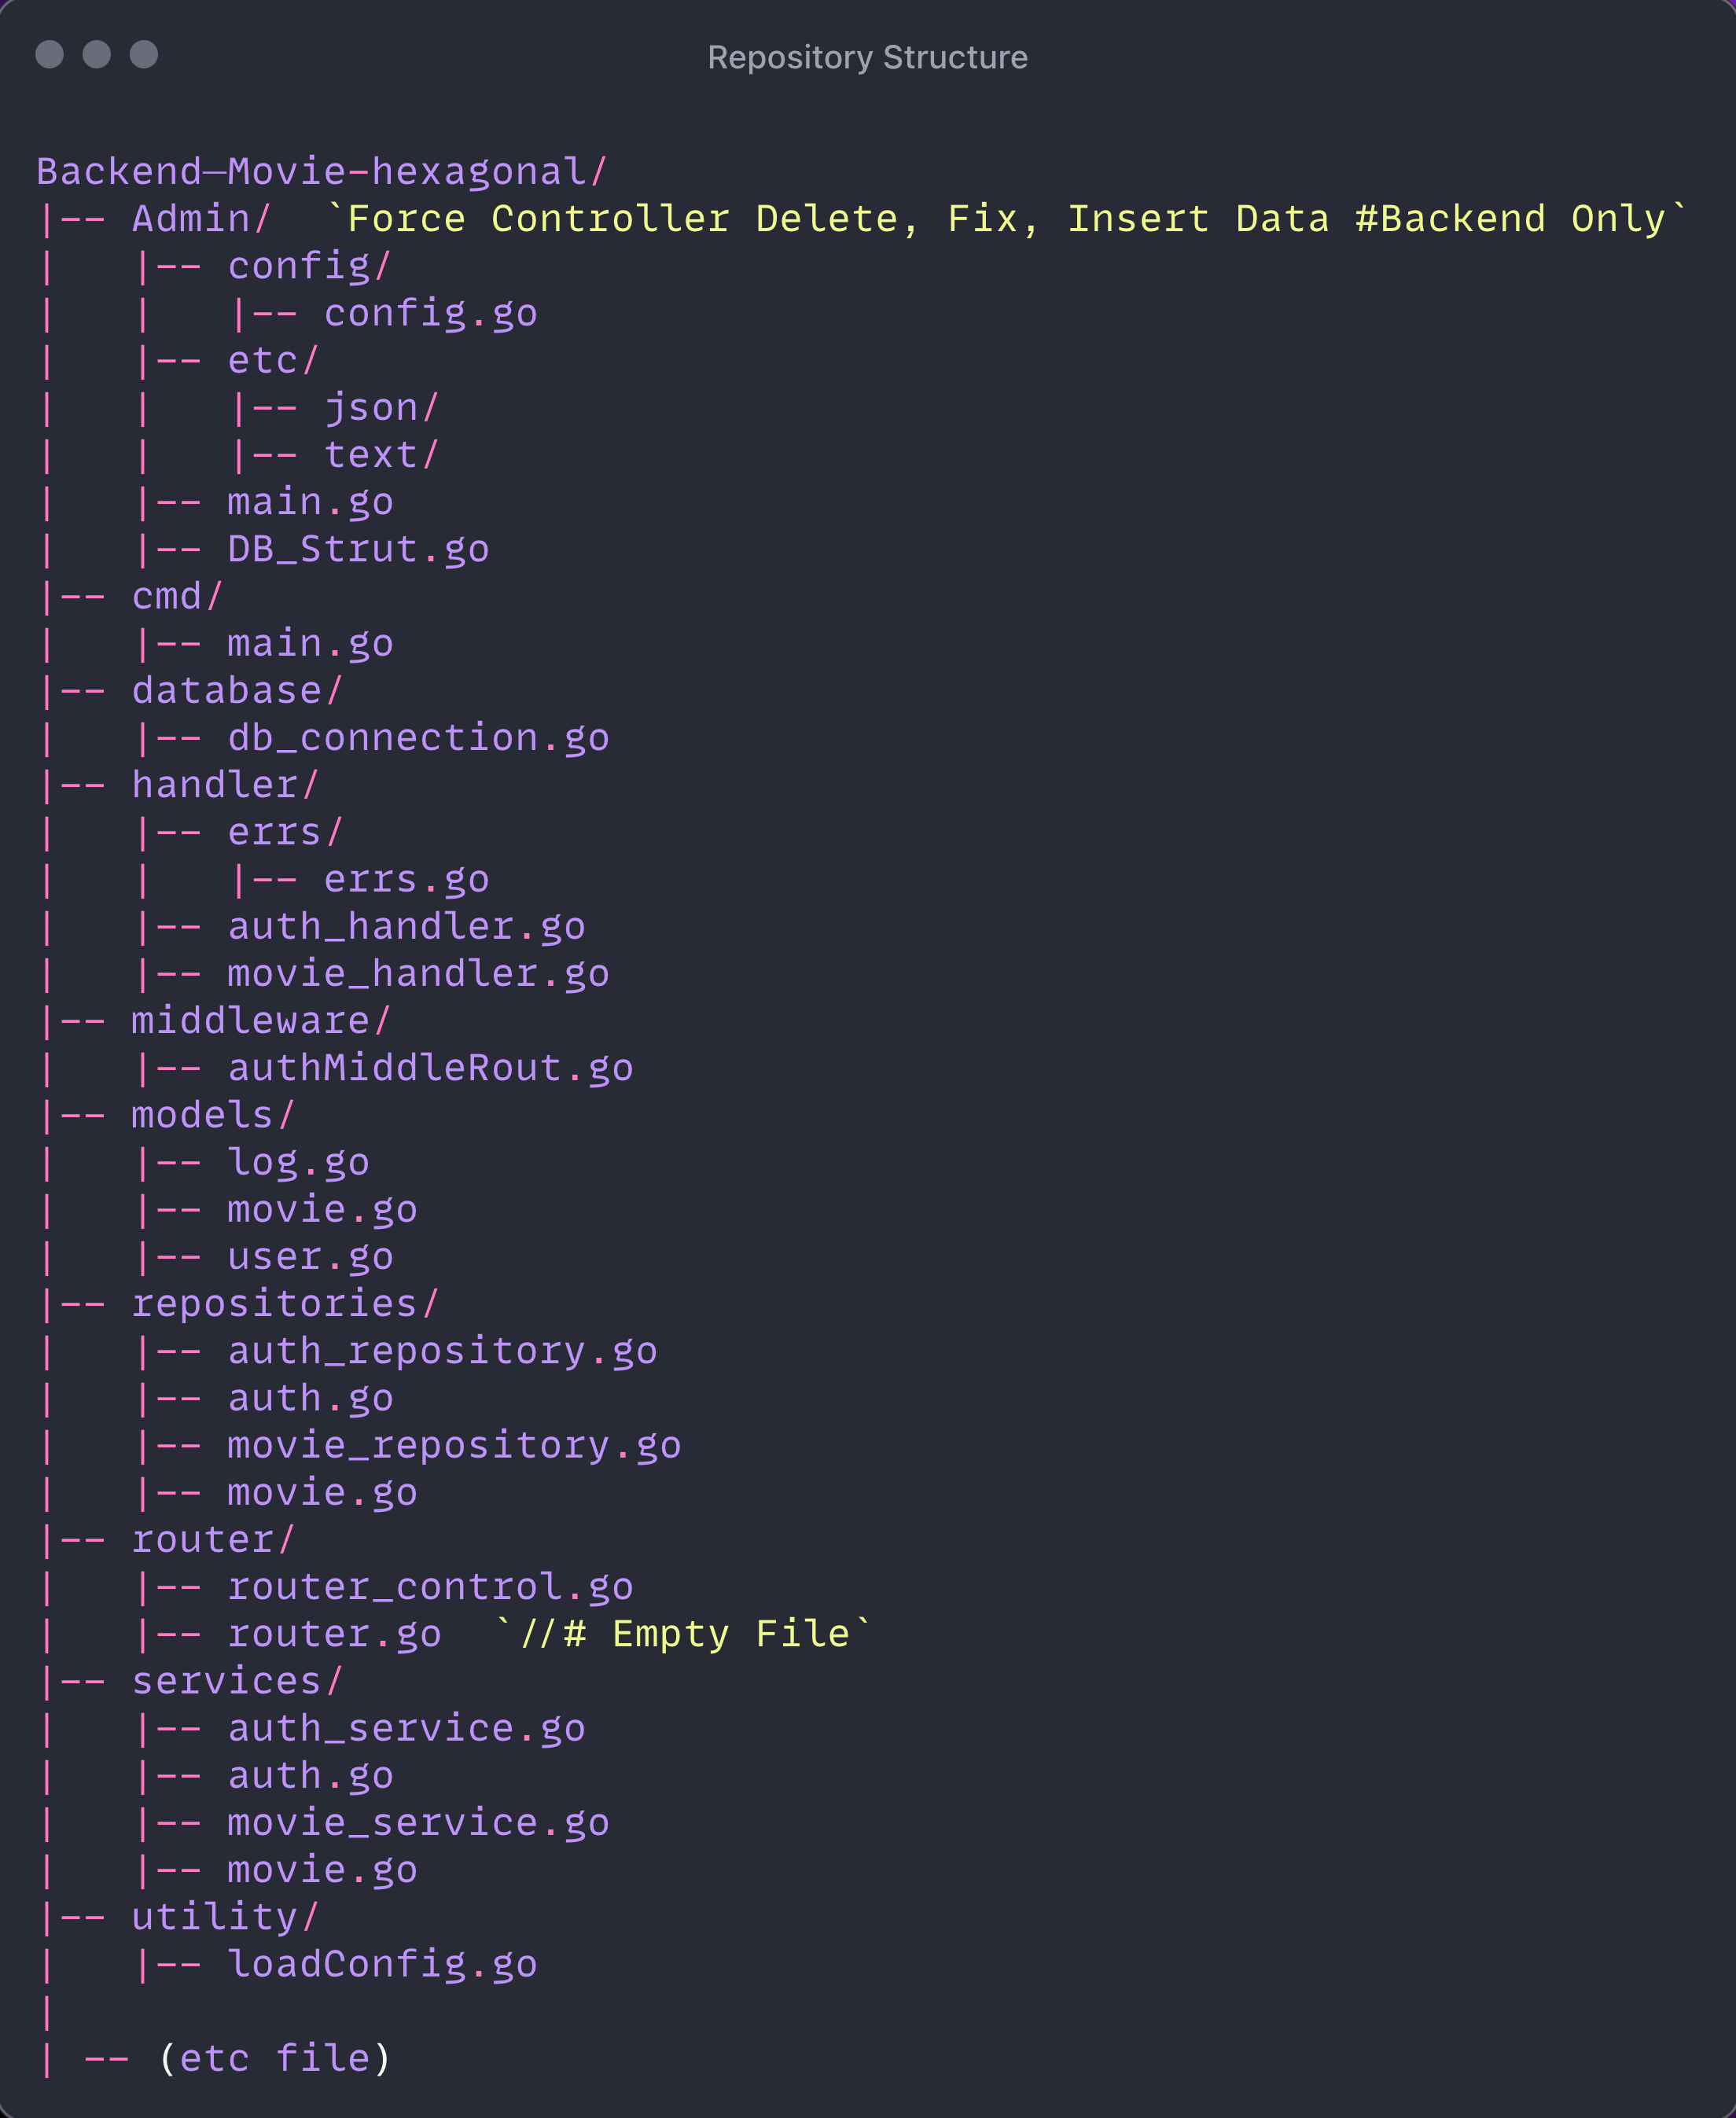 Repository Structure
Backend—Movie-hexagonal/
|-- Admin/  `Force Controller Delete, Fix, Insert Data #Backend Only`
|   |-- config/
|   |   |-- config.go
|   |-- etc/
|   |   |-- json/
|   |   |-- text/
|   |-- main.go
|   |-- DB_Strut.go
|-- cmd/
|   |-- main.go
|-- database/
|   |-- db_connection.go
|-- handler/
|   |-- errs/
|   |   |-- errs.go
|   |-- auth_handler.go
|   |-- movie_handler.go
|-- middleware/
|   |-- authMiddleRout.go
|-- models/
|   |-- log.go
|   |-- movie.go
|   |-- user.go
|-- repositories/
|   |-- auth_repository.go
|   |-- auth.go
|   |-- movie_repository.go
|   |-- movie.go
|-- router/
|   |-- router_control.go
|   |-- router.go  `//# Empty File`
|-- services/
|   |-- auth_service.go
|   |-- auth.go
|   |-- movie_service.go
|   |-- movie.go
|-- utility/
|   |-- loadConfig.go
|
| -- (etc file)